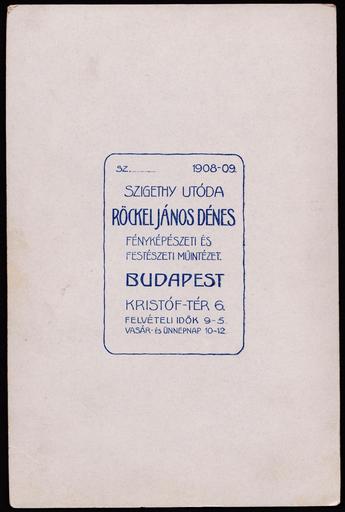 SZ. 1908-09.
SZIGETHY UTÓDA
RÖCKEL JÁNOS DÉNES
FÉNYKÉPÉSZETI ÉS
FESTÉSZETI MŰINTÉZET.
BUDAPEST
KRISTÓF-TÉR 6.
FELVÉTELI IDŐK 9-5.
VASÁR- ÉS ÜNNEPNAP 10-12.